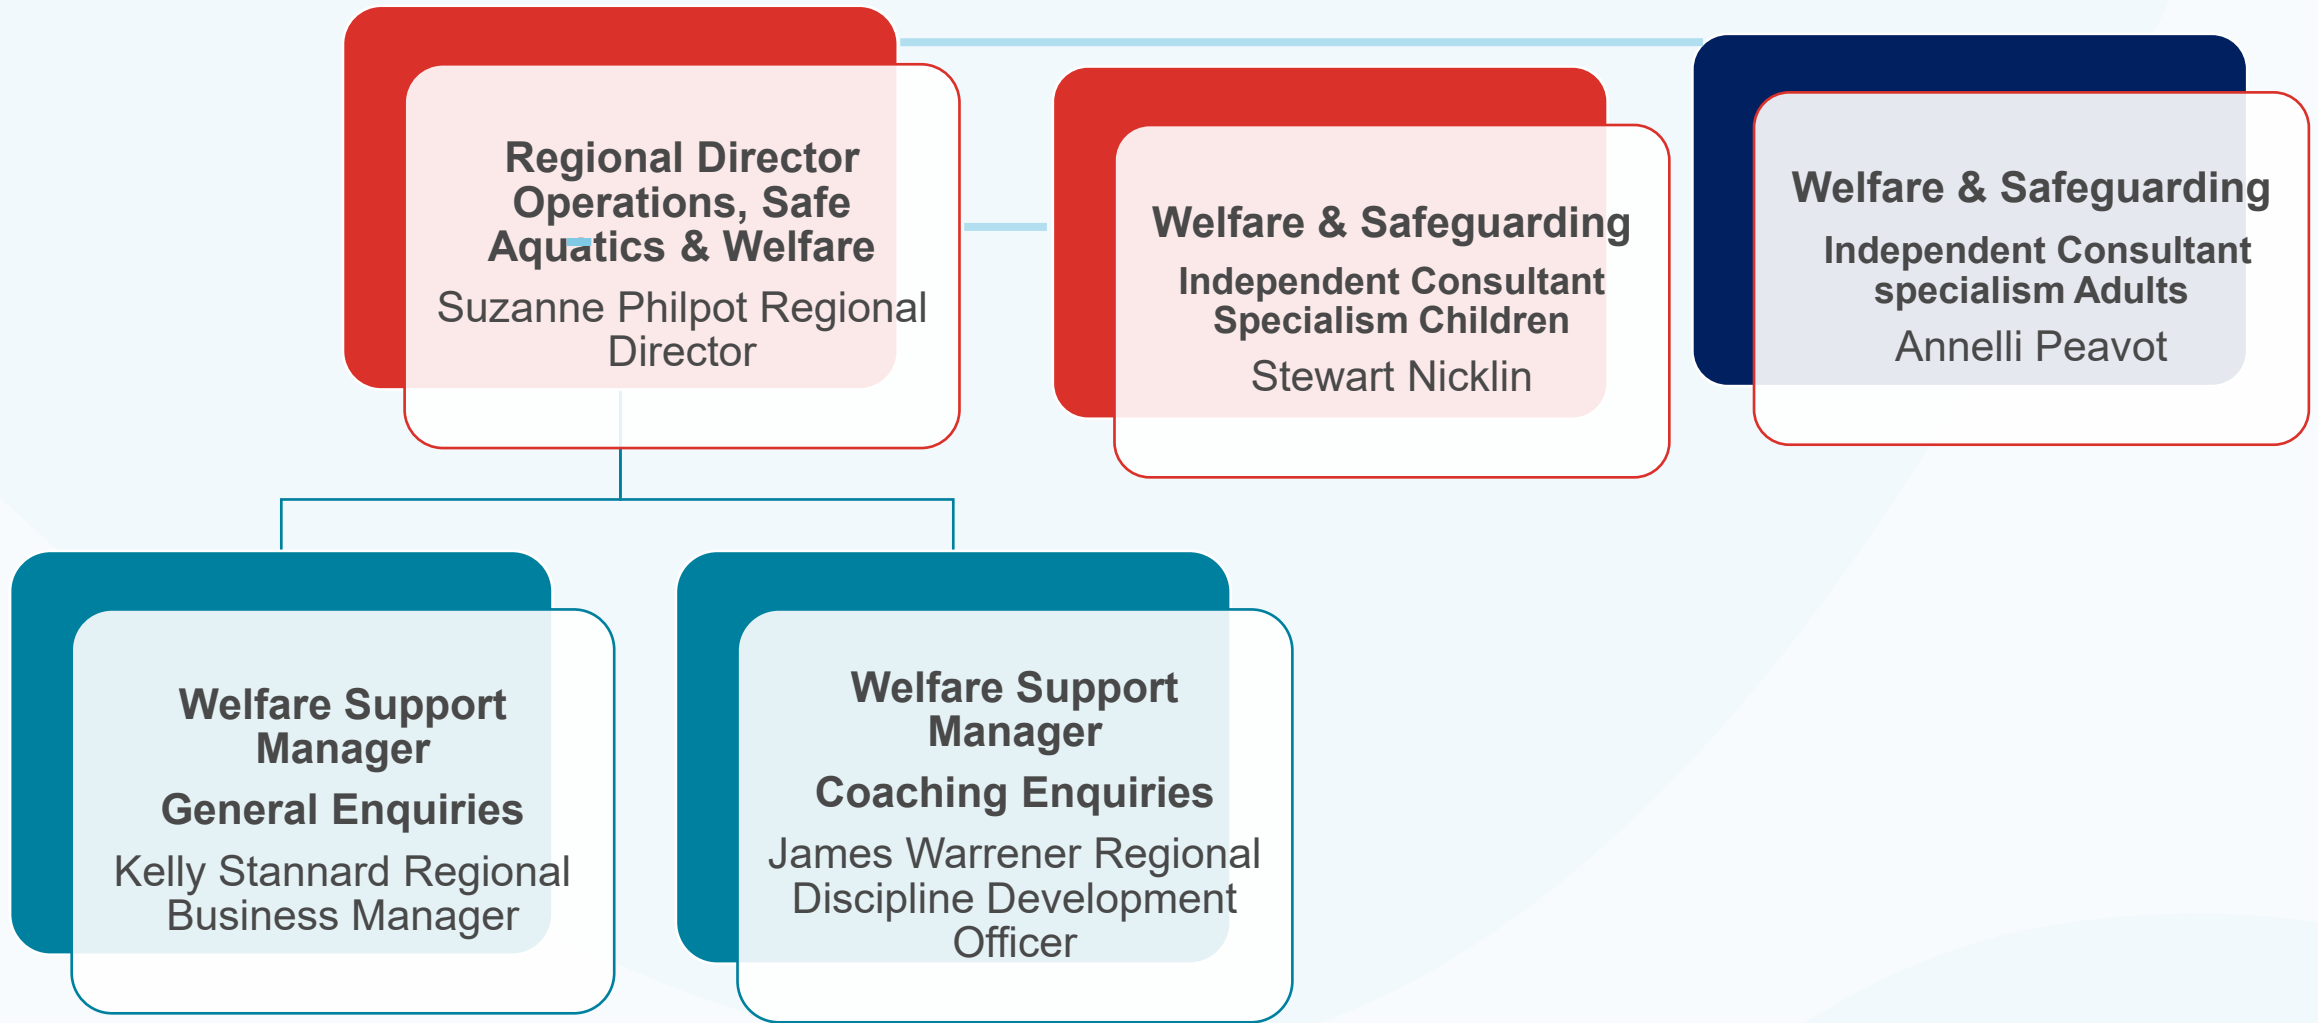 Regional Director
Operations, Safe
Aquatics & Welfare
Suzanne Philpot Regional
Director
Welfare & Safeguarding
Independent Consultant
Specialism Children
Stewart Nicklin
Welfare & Safeguarding
Independent Consultant
specialism Adults
Annelli Peavot
Welfare Support
Manager
General Enquiries
Kelly Stannard Regional
Business Manager
Welfare Support
Manager
Coaching Enquiries
James Warrener Regional
Discipline Development
Officer